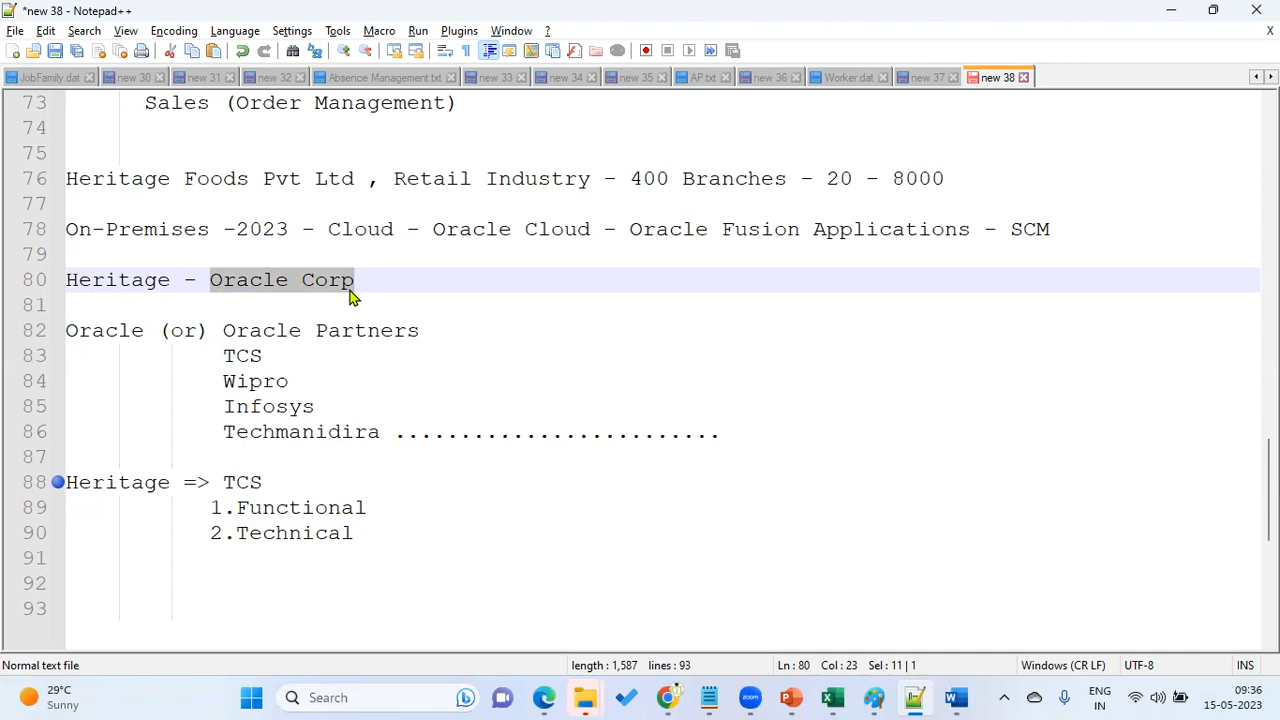 *new 38 - Notepad++
File Edit Search View Encoding Language Settings Tools Macro Run Plugins Window ?
X
JobFamily.dat new 30 new 31 new 32 Absence Management.txt new 33 new 34 new 35 AP.txt new 36 Worker.dat new 37 new 38
73 Sales (Order Management)
74
75
76 Heritage Foods Pvt Ltd , Retail Industry - 400 Branches - 20 - 8000
77
78 On-Premises -2023 - Cloud - Oracle Cloud - Oracle Fusion Applications - SCM
79
80 Heritage - Oracle Corp
81
82 Oracle (or) Oracle Partners
83 TCS
84 Wipro
85 Infosys
86 Techmanidira .........................
87
88 Heritage => TCS
89 1.Functional
90 2.Technical
91
92
93
Normal text file length : 1,587 lines : 93 Ln : 80 Col : 23 Sel : 11 | 1 Windows (CR LF) UTF-8 INS
29°C
Sunny
Search
ENG
IN
09:36
15-05-2023